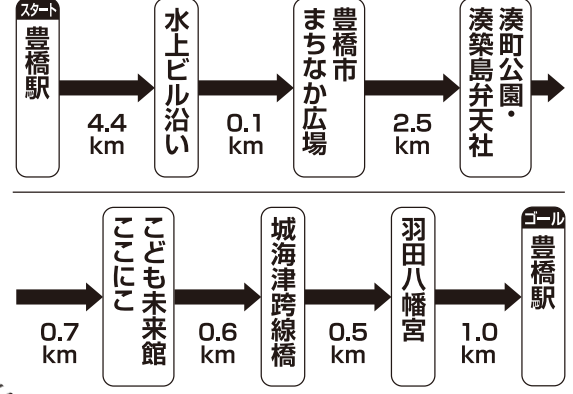 スタート
豊橋駅
4.4
km
水上ビル沿い
0.1
km
豊橋市
まちなか広場
2.5
km
湊町公園・
湊築島弁天社
0.7
km
こども未来館
ここにこ
0.6
km
城海津跨線橋
0.5
km
羽田八幡宮
1.0
km
ゴール
豊橋駅